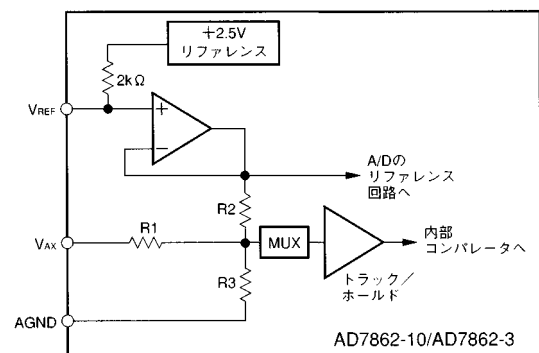 +2.5V
リファレンス
2kΩ
VREF
+
−
A/Dの
リファレンス
回路へ
R2
R1
VAX
MUX
内部
コンパレータへ
トラック／
ホールド
R3
AGND
AD7862-10/AD7862-3